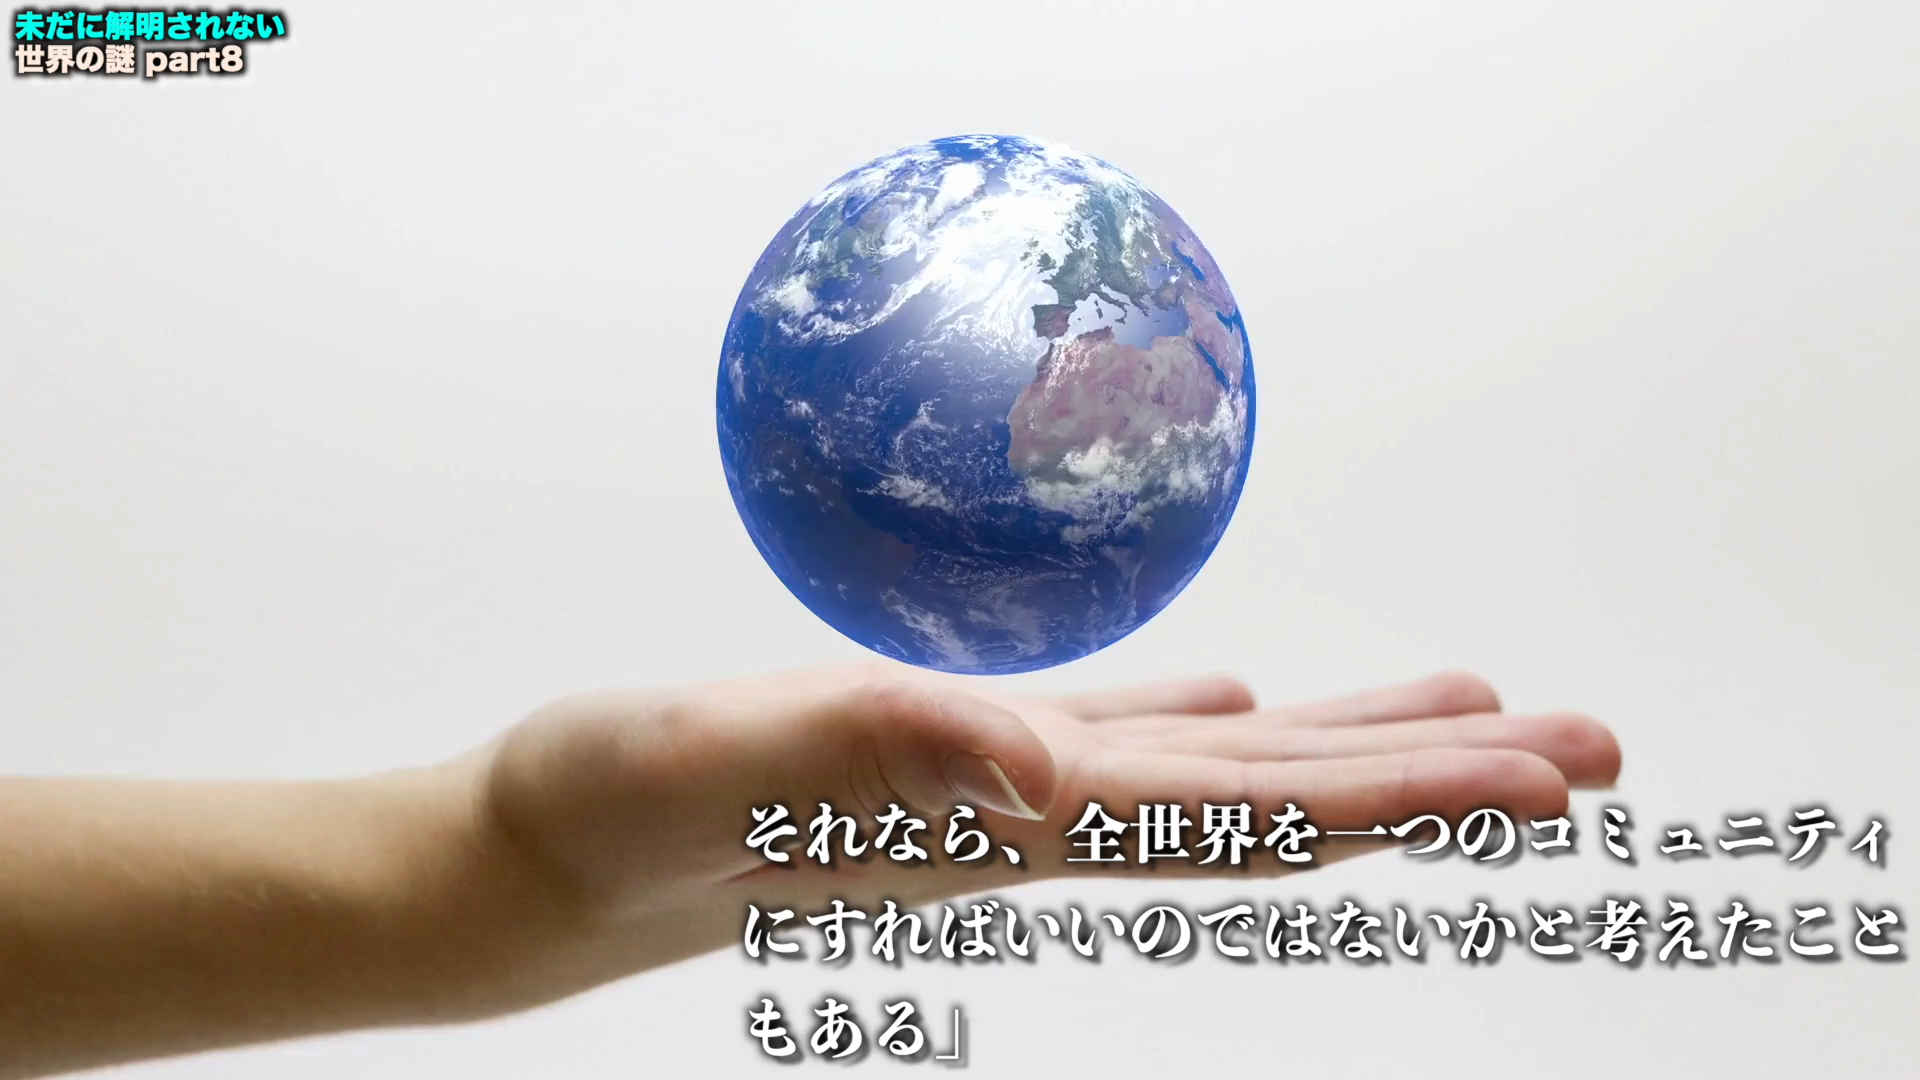 未だに解明されない
世界の謎 part8
それなら、全世界を一つのコミュニティ
にすればいいのではないかと考えたこと
もある」